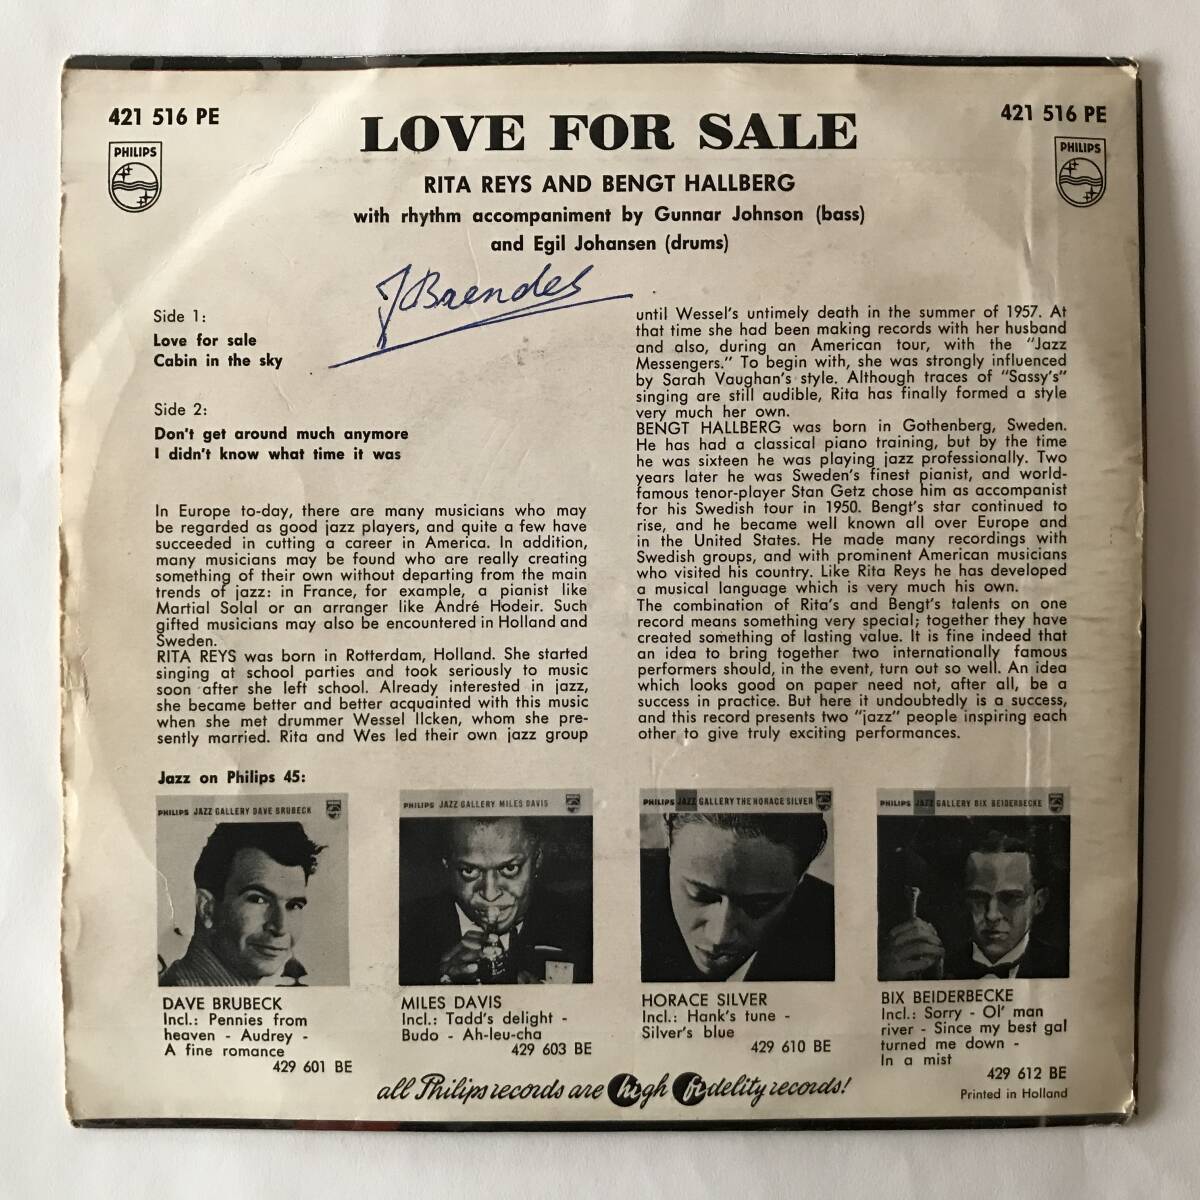 421 516 PE
421 516 PE
PHILIPS
PHILIPS
LOVE FOR SALE
RITA REYS AND BENGT HALLBERG
with rhythm accompaniment by Gunnar Johnson (bass)
and Egil Johansen (drums)
Side 1:
Love for sale
Cabin in the sky
Side 2:
Don't get around much anymore
I didn't know what time it was
In Europe to-day, there are many musicians who may
be regarded as good jazz players, and quite a few have
succeeded in cutting a career in America. In addition,
many musicians may be found who are really creating
something of their own without departing from the main
trends of jazz: in France, for example, a pianist like
Martial Solal or an arranger like André Hodeir. Such
gifted musicians may also be encountered in Holland and
Sweden.
RITA REYS was born in Rotterdam, Holland. She started
singing at school parties and took seriously to music
soon after she left school. Already interested in jazz,
she became better and better acquainted with this music
when she met drummer Wessel Ilcken, whom she pre-
sently married. Rita and Wes led their own jazz group
until Wessel's untimely death in the summer of 1957. At
that time she had been making records with her husband
and also, during an American tour, with the "Jazz
Messengers." To begin with, she was strongly influenced
by Sarah Vaughan's style. Although traces of "Sassy's"
singing are still audible, Rita has finally formed a style
very much her own.
BENGT HALLBERG was born in Gothenberg, Sweden.
He has had a classical piano training, but by the time
he was sixteen he was playing jazz professionally. Two
years later he was Sweden's finest pianist, and world-
famous tenor-player Stan Getz chose him as accompanist
for his Swedish tour in 1950. Bengt's star continued to
rise, and he became well known all over Europe and
in the United States. He made many recordings with
Swedish groups, and with prominent American musicians
who visited his country. Like Rita Reys he has developed
a musical language which is very much his own.
The combination of Rita's and Bengt's talents on one
record means something very special; together they have
created something of lasting value. It is fine indeed that
an idea to bring together two internationally famous
performers should, in the event, turn out so well. An idea
which looks good on paper need not, after all, be a
success in practice. But here it undoubtedly is a success,
and this record presents two "jazz" people inspiring each
other to give truly exciting performances.
Jazz on Philips 45:
PHILIPS JAZZ GALLERY DAVE BRUBECK
PHILIPS JAZZ GALLERY MILES DAVIS
PHILIPS JAZZ GALLERY THE HORACE SILVER
PHILIPS JAZZ GALLERY BIX BEIDERBECKE
DAVE BRUBECK
Incl.: Pennies from
heaven - Audrey -
A fine romance
429 601 BE
MILES DAVIS
Incl.: Tadd's delight -
Budo - Ah-leu-cha
429 603 BE
HORACE SILVER
Incl.: Hank's tune -
Silver's blue
429 610 BE
BIX BEIDERBECKE
Incl.: Sorry - Ol' man
river - Since my best gal
turned me down -
In a mist
429 612 BE
all Philips records are high fidelity records!
Printed in Holland